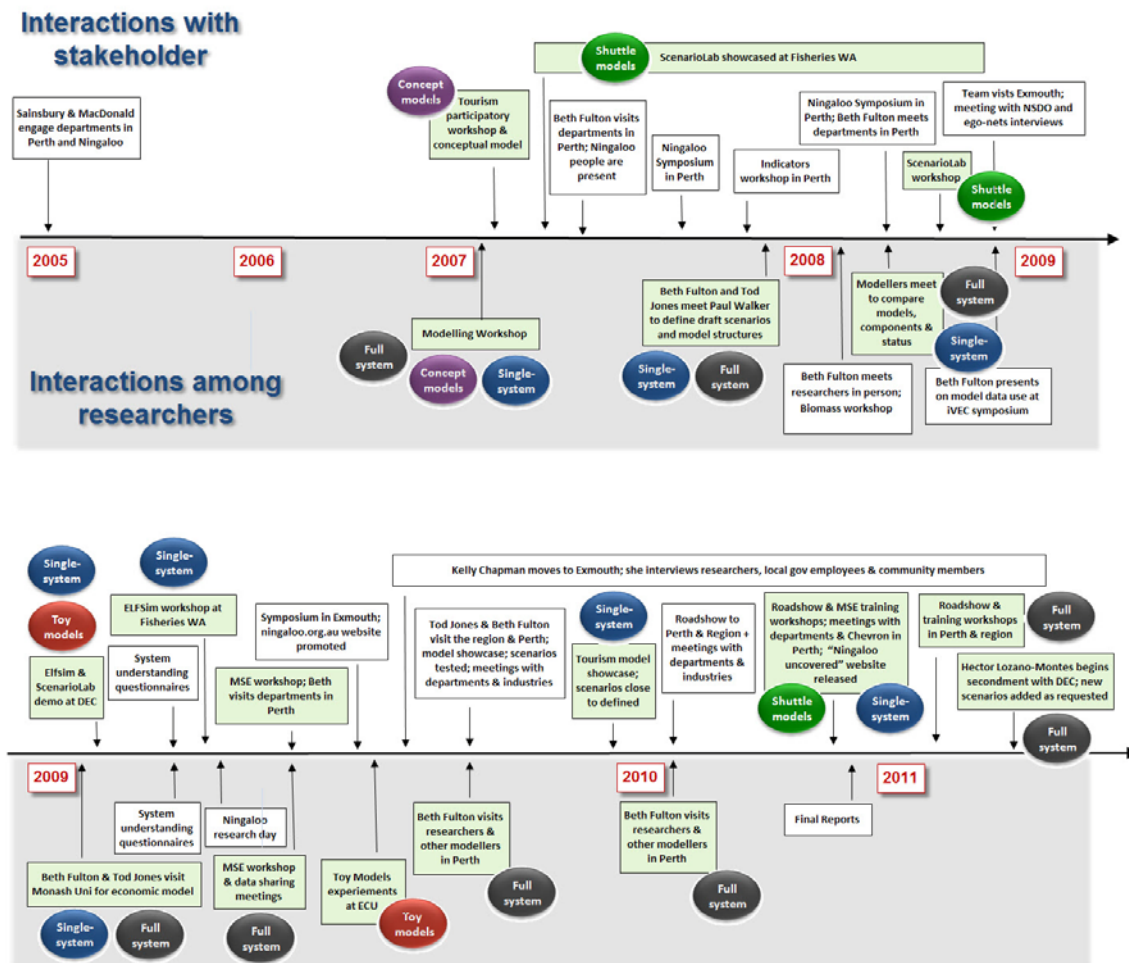 Interactions with
stakeholder
Shuttle
models
ScenarioLab showcased at Fisheries WA
Concept
models
Tourism
participatory
workshop &
conceptual model
Sainsbury & MacDonald
engage departments in
Perth and Ningaloo
Beth Fulton visits
departments in
Perth; Ningaloo
people are
present
Ningaloo
Symposium
in Perth
Indicators
workshop in Perth
Ningaloo Symposium in
Perth; Beth Fulton meets
departments in Perth
ScenarioLab
workshop
Team vists Exmouth;
meeting with NSDO and
ego-nets interviews
Shuttle
models
2005
2006
2007
2008
2009
Interactions among
researchers
Full
system
Modelling Workshop
Concept
models
Single-
system
Beth Fulton and Tod
Jones meet Paul Walker
to define draft scenarios
and model structures
Single-
system
Full
system
Beth Fulton meets
researchers in person;
Biomass workshop
Modellers meet
to compare
models,
components &
status
Full
system
Single-
system
Beth Fulton presents
on model data use at
iVEC symposium
Single-
system
Toy
models
Elfsim &
ScenarioLab
demo at DEC
Single-
system
ELFSim workshop at
Fisheries WA
System
understanding
questionnaires
MSE workshop; Beth
visits departments in
Perth
Symposium in Exmouth;
ningaloo.org.au website
promoted
Kelly Chapman moves to Exmouth; she interviews researchers, local gov employees & community members
Tod Jones & Beth Fulton
visit the region & Perth;
model showcase; scenarios
tested; meetings with
departments & industries
Single-
system
Tourism model
showcase;
scenarios close
to defined
Roadshow to
Perth & Region +
meetings with
departments &
industries
Roadshow & MSE training
workshops; meetings with
departments & Chevron in
Perth; "Ningaloo
uncovered" website
released
Shuttle
models
Single-
system
Roadshow &
training workshops
in Perth & region
Full
system
Hector Lozano-Montes begins
secondment with DEC; new
scenarios added as requested
Full
system
2009
2010
2011
Beth Fulton & Tod Jones visit
Monash Uni for economic model
Single-
system
Full
system
System
understanding
questionnaires
Ningaloo
research day
MSE workshop
& data sharing
meetings
Full
system
Toy Models
experiements
at ECU
Toy
models
Beth Fulton visits
researchers &
other modellers
in Perth
Full
system
Beth Fulton visits
researchers &
other modellers
in Perth
Full
system
Final Reports